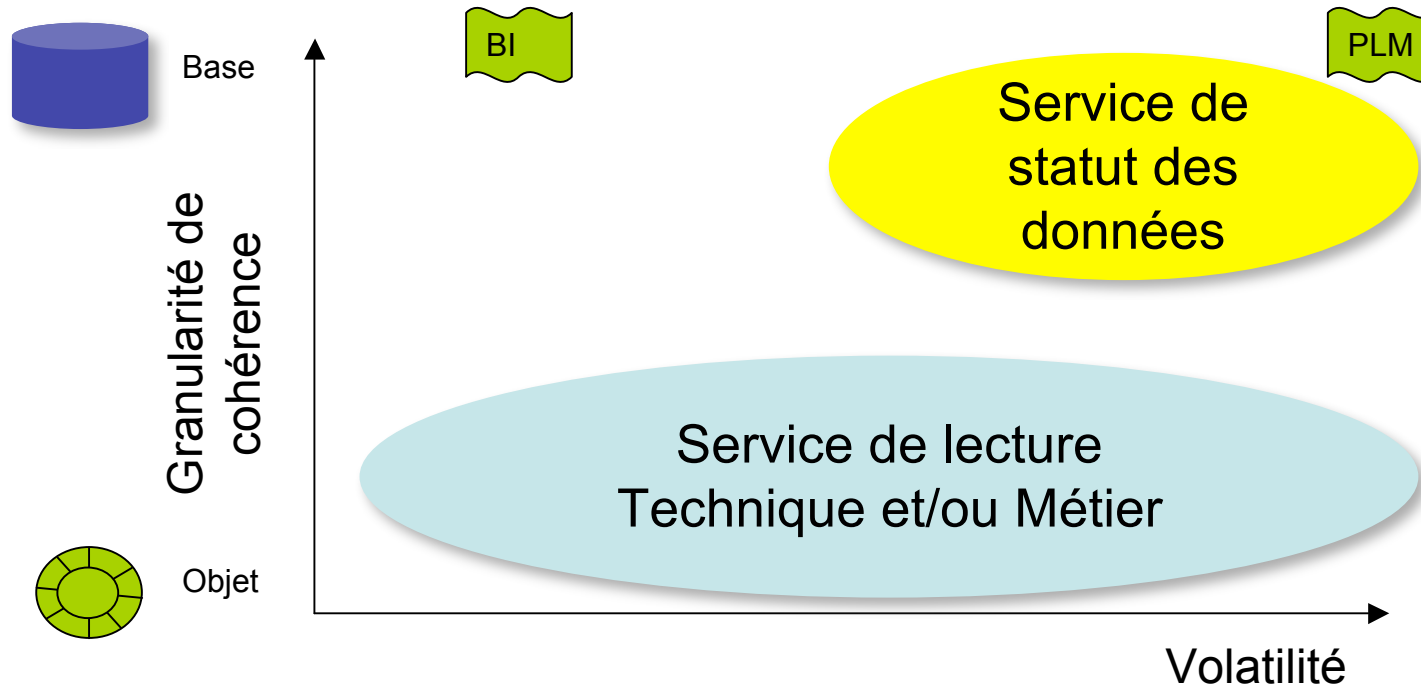 BI
PLM
Base
Service de
statut des
données
Granularité de
cohérence
Service de lecture
Technique et/ou Métier
Objet
Volatilité